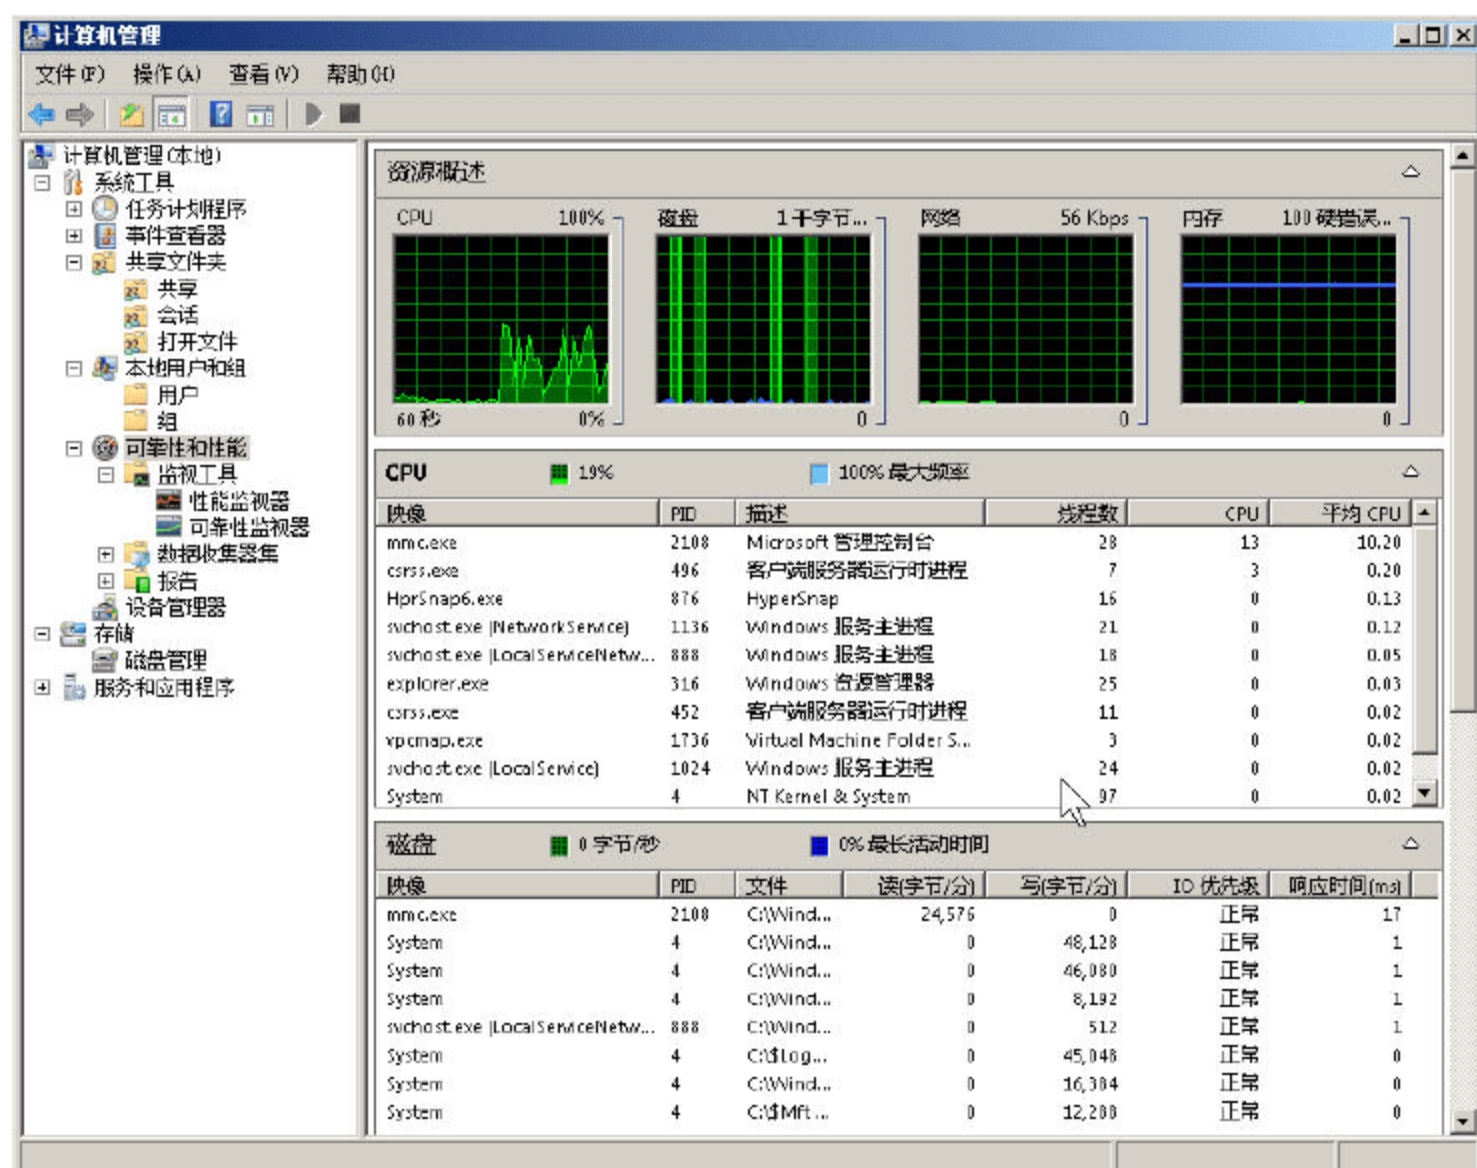 计算机管理
文件(F) 操作(A) 查看(V) 帮助(H)
计算机管理(本地)
系统工具
任务计划程序
事件查看器
共享文件夹
共享
会话
打开文件
本地用户和组
用户
组
可靠性和性能
监视工具
性能监视器
可靠性监视器
数据收集器集
报告
设备管理器
存储
磁盘管理
服务和应用程序
资源概述
CPU 100% 磁盘 1 千字节... 网络 56 Kbps 内存 100 硬错误...
60 秒 0% 0 0 0
CPU 19% 100% 最大频率
映像 PID 描述 线程数 CPU 平均 CPU
mmc.exe 2108 Microsoft 管理控制台 28 13 10.20
csrss.exe 496 客户端服务器运行时进程 7 3 0.20
HprSnap6.exe 876 HyperSnap 16 0 0.13
svchost.exe (NetworkService) 1136 Windows 服务主进程 21 0 0.12
svchost.exe (LocalServiceNetw... 888 Windows 服务主进程 18 0 0.05
explorer.exe 316 Windows 资源管理器 25 0 0.03
csrss.exe 452 客户端服务器运行时进程 11 0 0.02
vpcmap.exe 1736 Virtual Machine Folder S... 3 0 0.02
svchost.exe (LocalService) 1024 Windows 服务主进程 24 0 0.02
System 4 NT Kernel & System 97 0 0.02
磁盘 0 字节/秒 0% 最长活动时间
映像 PID 文件 读(字节/分) 写(字节/分) IO 优先级 响应时间(ms)
mmc.exe 2108 C:\Wind... 24,576 0 正常 17
System 4 C:\Wind... 0 48,128 正常 1
System 4 C:\Wind... 0 46,080 正常 1
System 4 C:\Wind... 0 8,192 正常 1
svchost.exe (LocalServiceNetw... 888 C:\Wind... 0 512 正常 1
System 4 C:\$Log... 0 45,048 正常 0
System 4 C:\Wind... 0 16,384 正常 0
System 4 C:\$Mft ... 0 12,288 正常 0